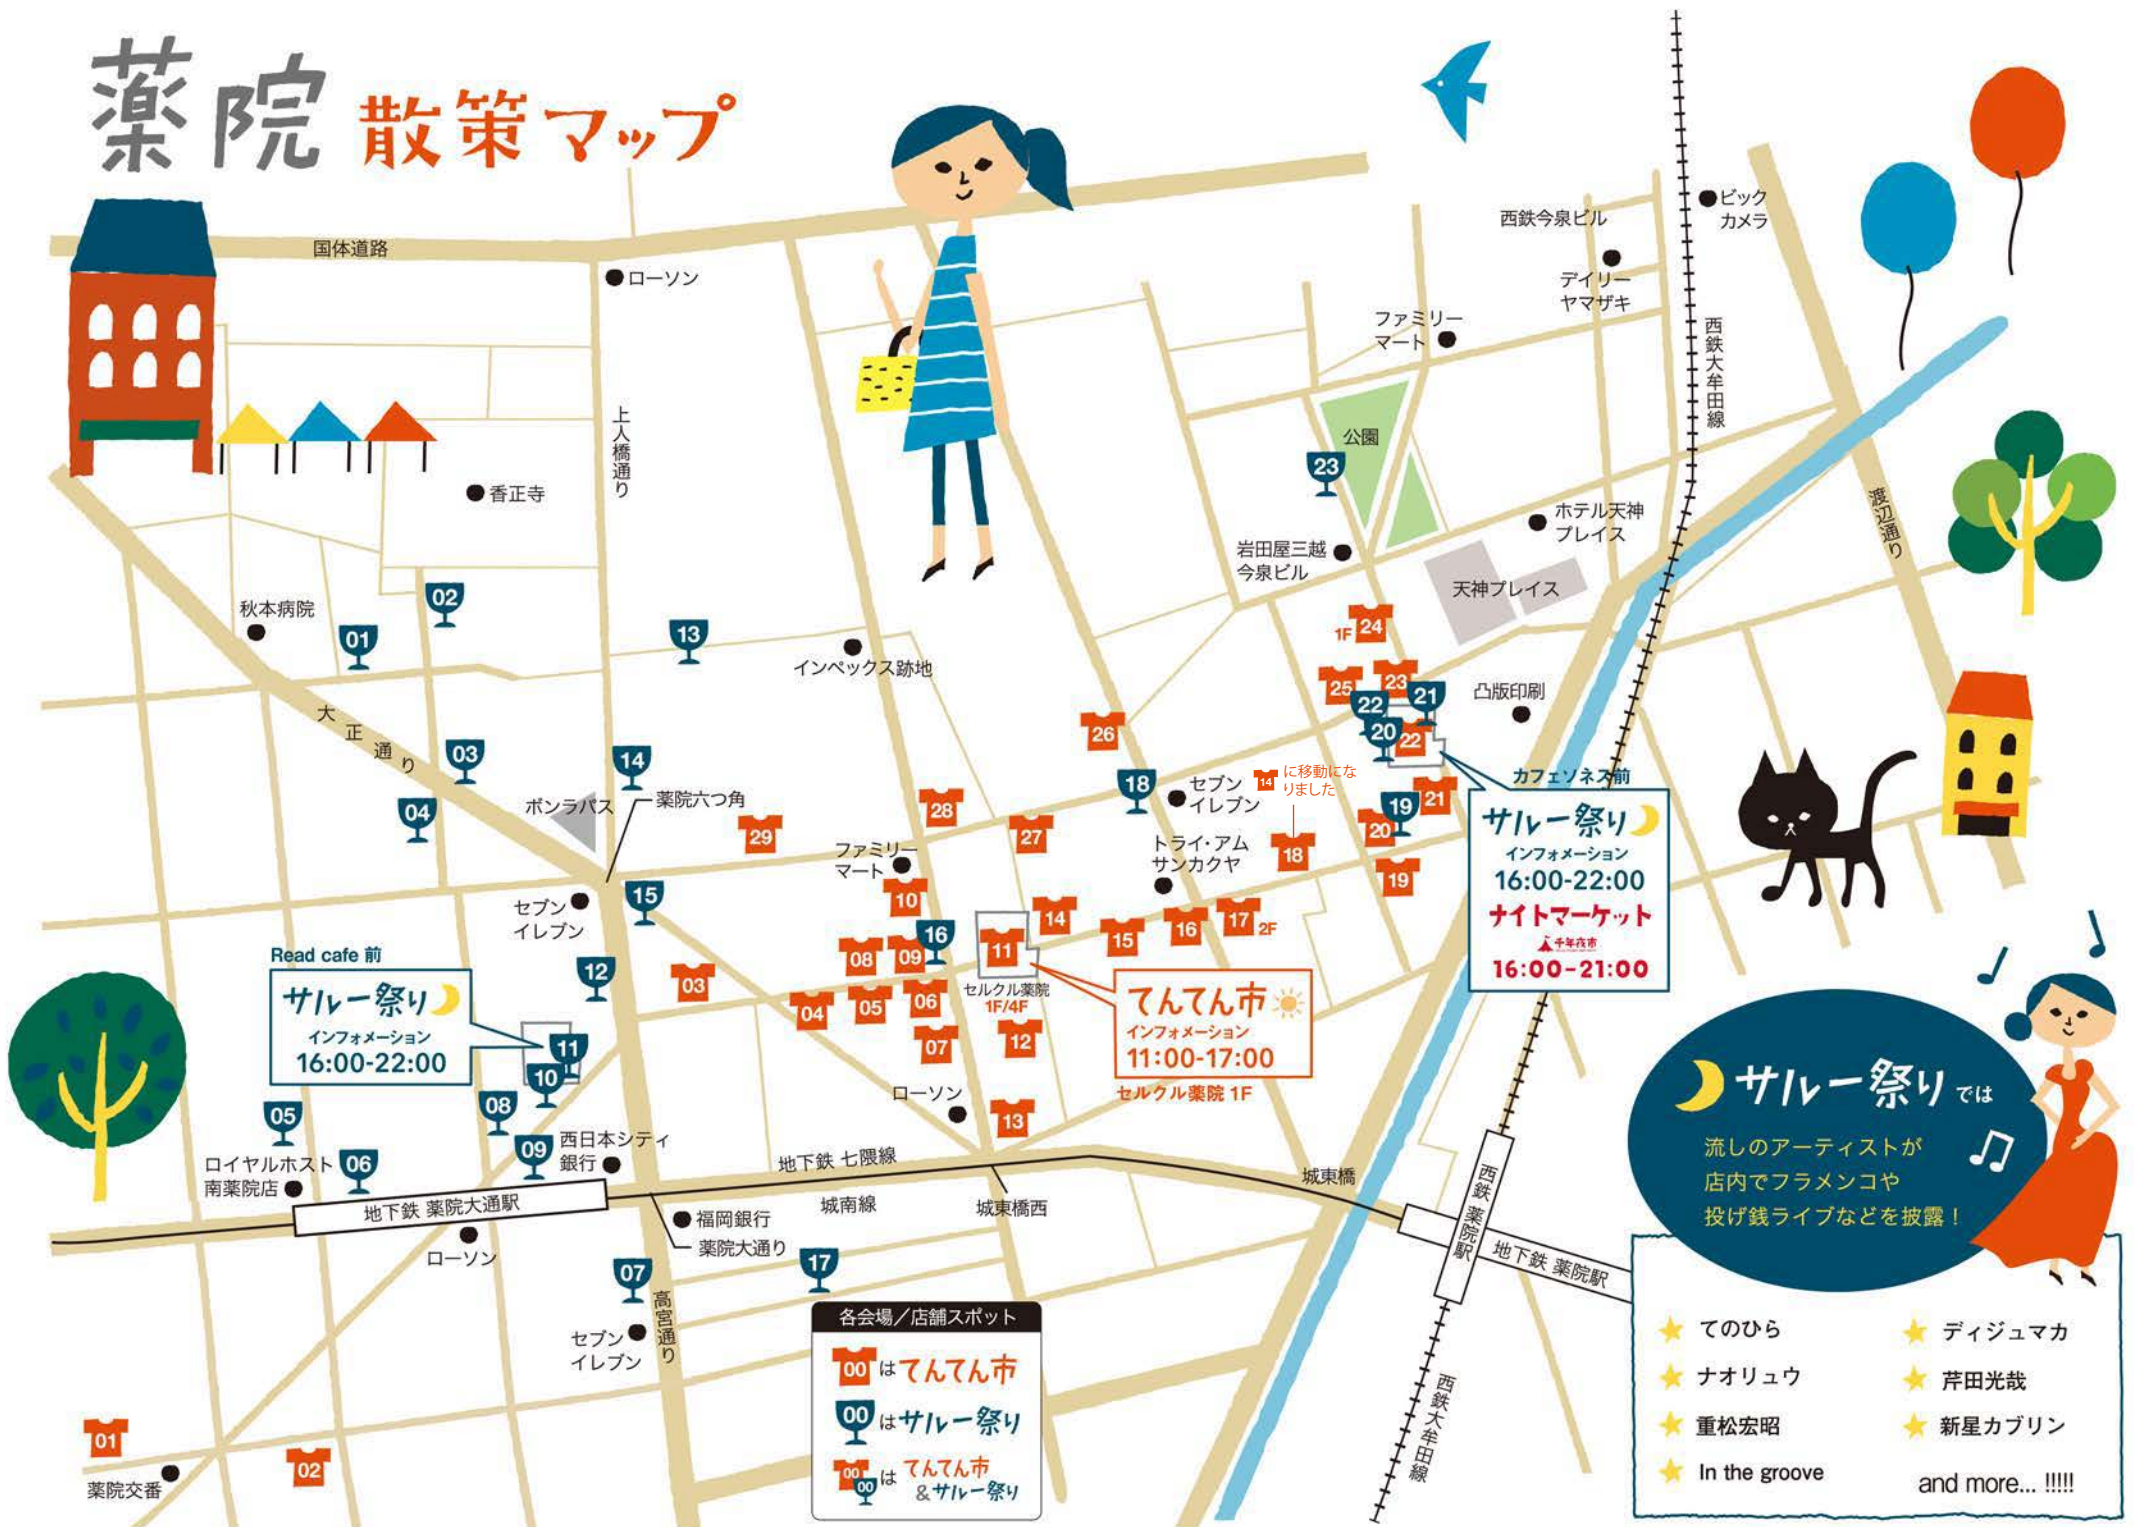 薬院 散策マップ
国体道路
ローソン
上人橋通り
香正寺
秋本病院
01
02
13
インペックス跡地
大正通り
03
04
14
ボンラパス
薬院六つ角
29
28
27
26
18
セブン
イレブン
14 に移動にな
りました
トライ・アム
サンカクヤ
18
ファミリー
マート
10
セブン
イレブン
15
12
03
08
09
16
11
14
15
16
17 2F
セルクル薬院
1F/4F
04
05
06
07
12
13
ローソン
てんてん市
インフォメーション
11:00-17:00
セルクル薬院 1F
Read cafe 前
サルー祭り
インフォメーション
16:00-22:00
11
10
08
09
05
06
ロイヤルホスト
南薬院店
西日本シティ
銀行
地下鉄 薬院大通駅
ローソン
地下鉄 七隈線
城南線
城東橋西
城東橋
福岡銀行
薬院大通り
07
17
高宮通り
セブン
イレブン
01
02
薬院交番
各会場／店舗スポット
00 は てんてん市
00 は サルー祭り
00 00 は てんてん市
&サルー祭り
西鉄今泉ビル
ビック
カメラ
デイリー
ヤマザキ
ファミリー
マート
西鉄大牟田線
公園
23
渡辺通り
ホテル天神
プレイス
岩田屋三越
今泉ビル
天神プレイス
1F 24
25
23
22
21
20
22
凸版印刷
19
21
20
19
カフェソネス前
サルー祭り
インフォメーション
16:00-22:00
ナイトマーケット
千年夜市
16:00-21:00
西鉄 薬院駅
地下鉄 薬院駅
西鉄大牟田線
サルー祭り では
流しのアーティストが
店内でフラメンコや
投げ銭ライブなどを披露！
てのひら
ディジュマカ
ナオリュウ
芹田光哉
重松宏昭
新星カブリン
In the groove
and more... !!!!!